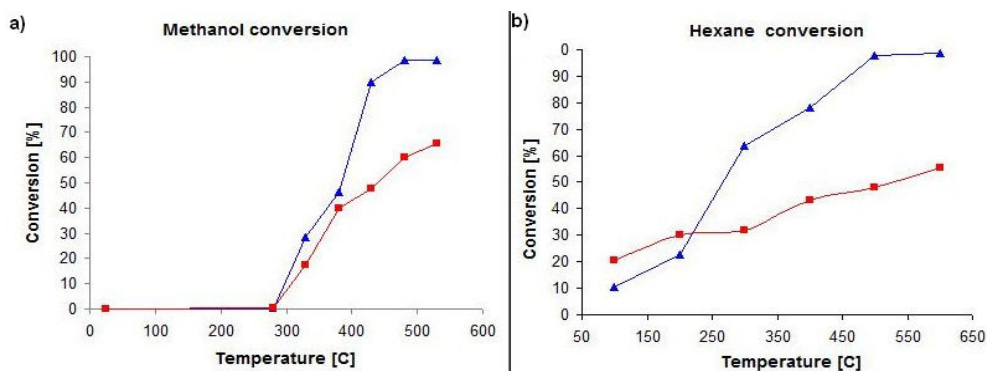 a)
Methanol conversion
Conversion [%]
100
90
80
70
60
50
40
30
20
10
0
0 100 200 300 400 500 600
Temperature [C]
b)
Hexane conversion
Conversion [%]
0
90
80
70
60
50
40
30
20
10
0
50 150 250 350 450 550 650
Temperature [C]